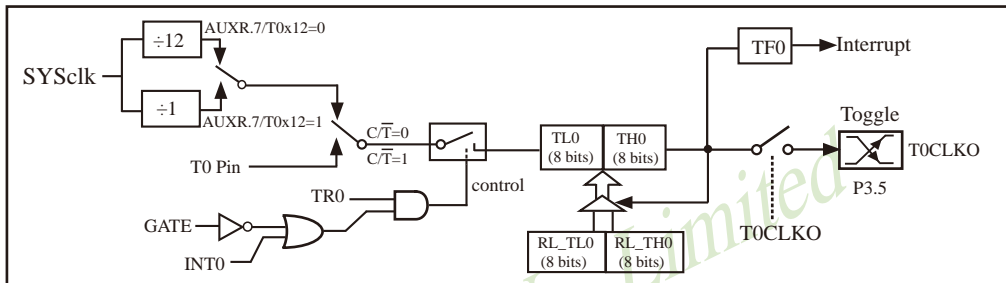 AUXR.7/T0x12=0
÷12
SYSclk
÷1
AUXR.7/T0x12=1
T0 Pin
C/T̅=0
C/T̅=1
TR0
GATE
INT0
control
TL0
(8 bits)
TH0
(8 bits)
RL_TL0
(8 bits)
RL_TH0
(8 bits)
TF0
Interrupt
Toggle
T0CLKO
P3.5
T0CLKO
Limited